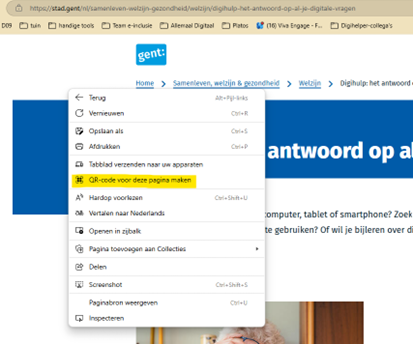 https://stad.gent/nl/samenleven-welzijn-gezondheid/welzijn/digihulp-het-antwoord-op-al-je-digitale-vragen
D09 tuin handige tools Team e-inclusie Allemaal Digitaal Platos (16) Viva Engage - F... Digihelper-collega's
gent:
Home > Samenleven, welzijn & gezondheid > Welzijn > Digihulp: het antwoord o
antwoord op al
Terug Alt+Pijl-links
Vernieuwen Ctrl+R
Opslaan als Ctrl+S
Afdrukken Ctrl+P
Tabblad verzenden naar uw apparaten
QR-code voor deze pagina maken
Hardop voorlezen Ctrl+Shift+U
Vertalen naar Nederlands
Openen in zijbalk
Pagina toevoegen aan Collecties >
Delen
Screenshot Ctrl+Shift+S
Paginabron weergeven Ctrl+U
Inspecteren
computer, tablet of smartphone? Zoek
te gebruiken? Of wil je bijleren over di